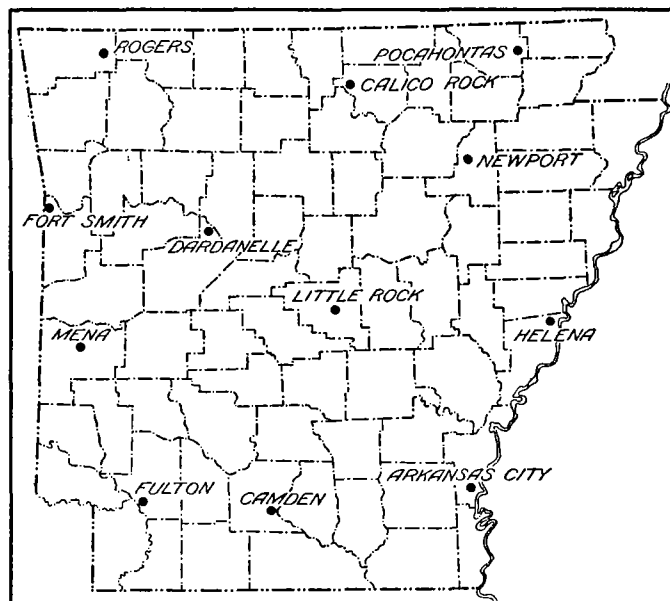 ROGERS
POCAHONTAS
CALICO ROCK
NEWPORT
FORT SMITH
DARDANELLE
LITTLE ROCK
MENA
HELENA
ARKANSAS CITY
FULTON
CAMDEN